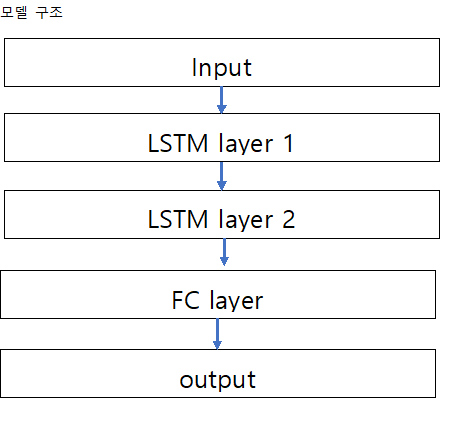 모델 구조
Input
LSTM layer 1
LSTM layer 2
FC layer
output